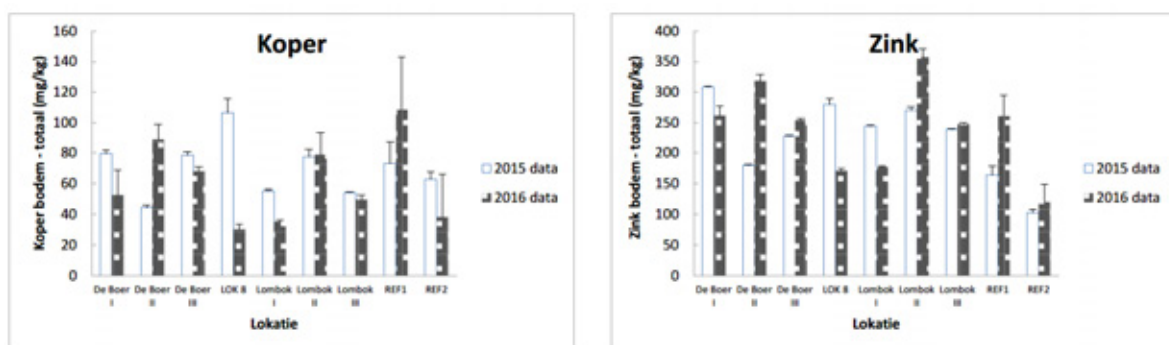 Koper
Koper bodem - totaal (mg/kg)
160
140
120
100
80
60
40
20
0
De Boer I
De Boer II
De Boer III
LOK 8
Lombok I
Lombok II
Lombok III
REF1
REF2
Lokatie
2015 data
2016 data
Zink
Zink bodem - totaal (mg/kg)
400
350
300
250
200
150
100
50
0
De Boer I
De Boer II
De Boer III
LOK 8
Lombok I
Lombok II
Lombok III
REF1
REF2
Lokatie
2015 data
2016 data